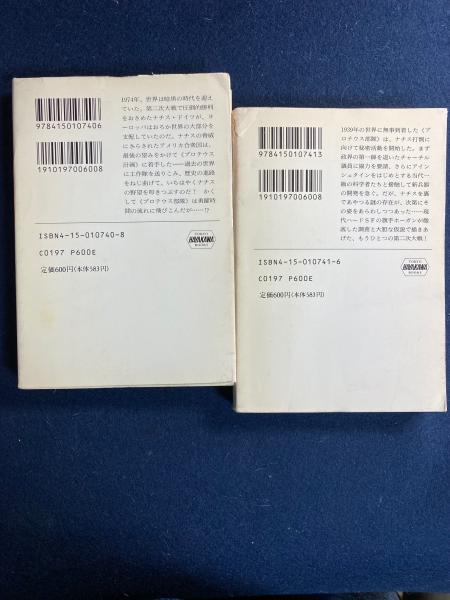 1974年、世界は暗黒の時代を迎え
ていた。第二次大戦で圧倒的勝利
をおさめたナチス・ドイツが、ヨー
ロッパはおろか世界の大部分を
支配していたのだ。ナチスの脅威
にさらされたアメリカ合衆国は、
最後の望みをかけて《プロテウス
計画》に着手した──過去の世界
に工作隊を送りこみ、歴史の進路
をねじ曲げて、いちはやくナチス
の野望を叩きつぶすのだ！ かく
して《プロテウス部隊》は勇躍時
間の流れに飛びこんだが……!?
9784150107406
1910197006008
ISBN4-15-010740-8
C0197 P600E
定価600円(本体583円)
TOKYO
HAYAKAWA
BOOKS
1939年の世界に無事到着した《プ
ロテウス部隊》は、ナチス打倒に
向けて秘密活動を開始した。まず
政界の第一線を退いたチャーチル
議員に協力を要請、さらにアイン
シュタインをはじめとする当代一
級の科学者たちと接触して新兵器
の開発を急ぐ。だが、ナチスを裏
であやつる謎の存在が、次第にそ
の姿をあらわしつつあった……現
代ハードSFの旗手ホーガンが徹
底した調査と大胆な仮説で描きあ
げた、もうひとつの第二次大戦！
9784150107413
1910197006008
ISBN4-15-010741-6
C0197 P600E
定価600円(本体583円)
TOKYO
HAYAKAWA
BOOKS